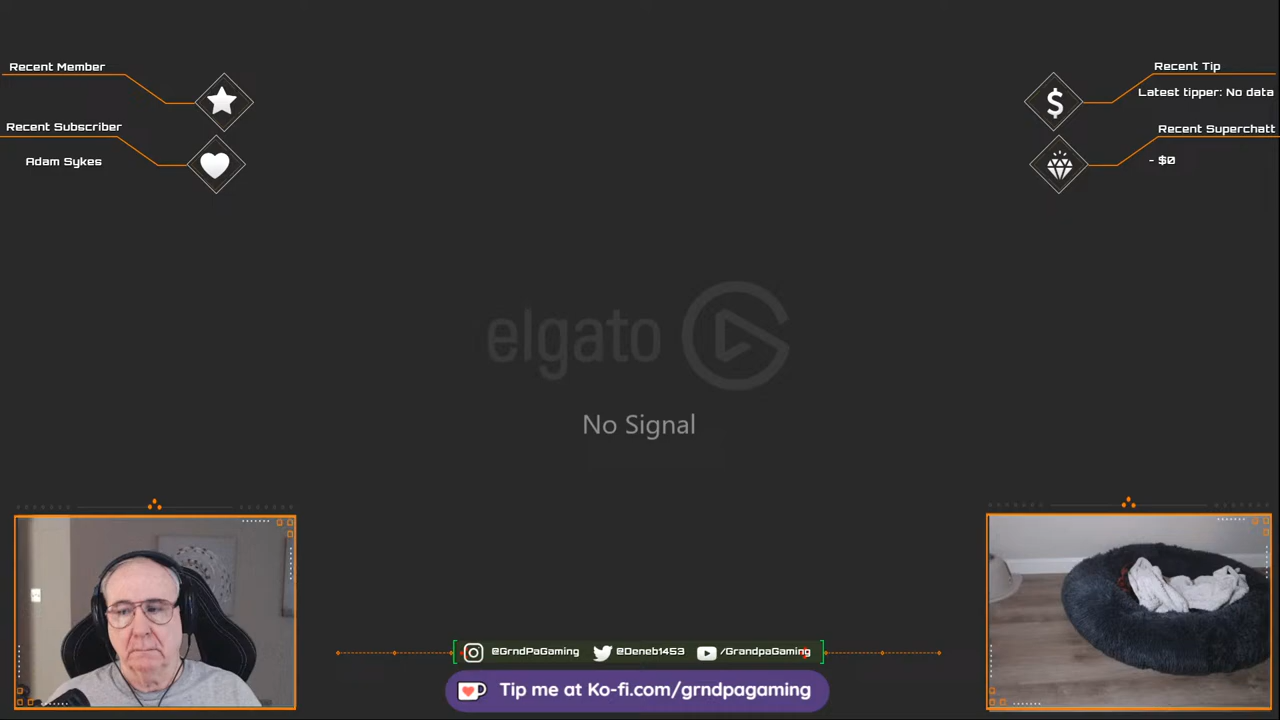 Recent Member
Recent Subscriber
Adam Sykes
Recent Tip
Latest tipper: No data
Recent Superchatt
- $0
elgato
No Signal
@GrndPaGaming @Deneb1453 /GrandpaGaming
Tip me at Ko-fi.com/grndpagaming